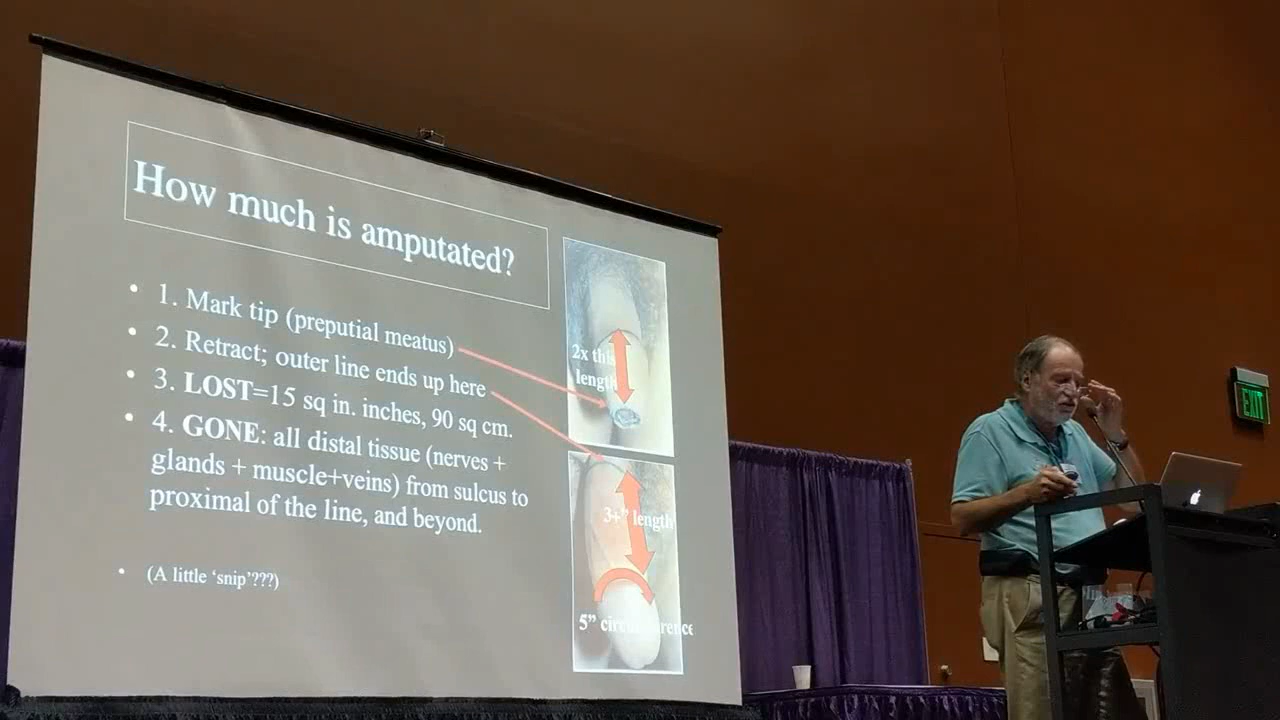 How much is amputated?
• 1. Mark tip (preputial meatus)
• 2. Retract; outer line ends up here
• 3. LOST=15 sq in. inches, 90 sq cm.
• 4. GONE: all distal tissue (nerves +
glands + muscle+veins) from sulcus to
proximal of the line, and beyond.
• (A little ‘snip’???)
2x this
length
3+” length
5”
EXIT